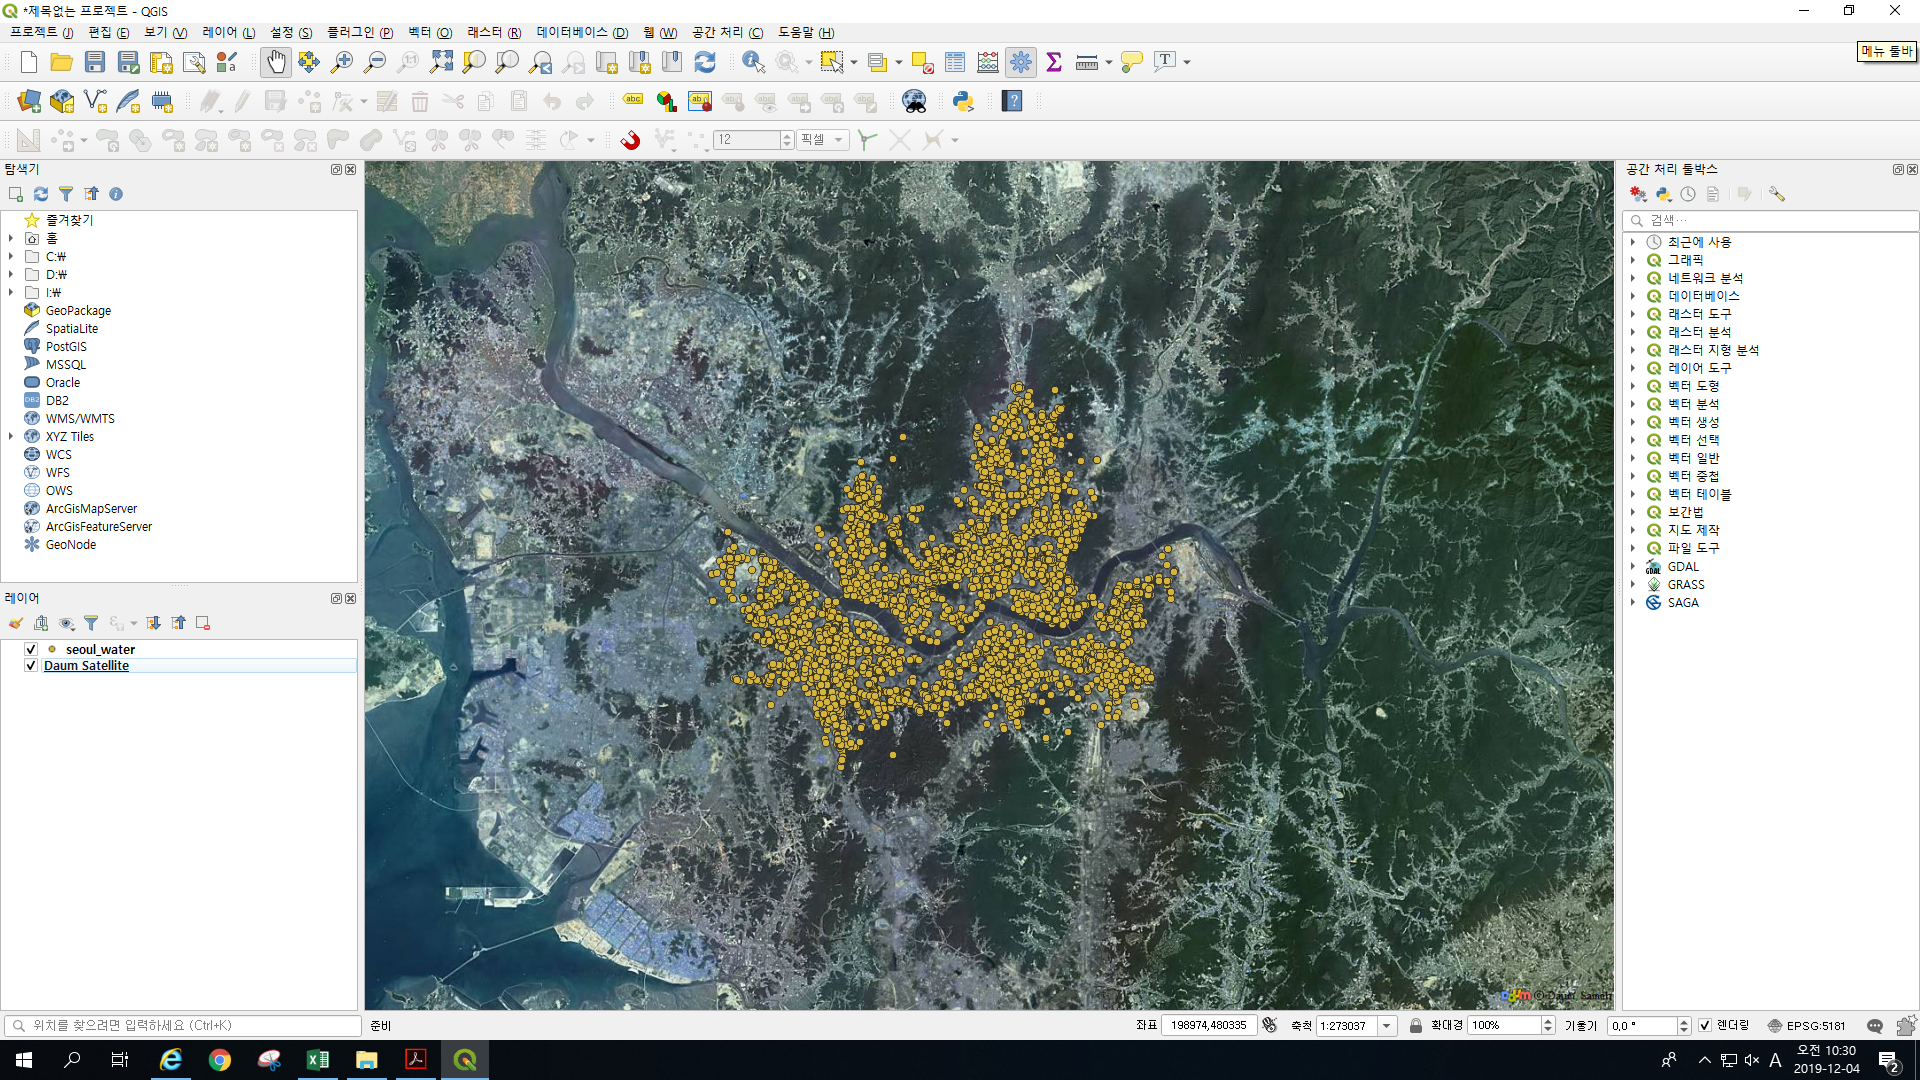 *제목없는 프로젝트 - QGIS
프로젝트 (J) 편집 (E) 보기 (V) 레이어 (L) 설정 (S) 플러그인 (P) 벡터 (O) 래스터 (R) 데이터베이스 (D) 웹 (W) 공간 처리 (C) 도움말 (H)
메뉴 툴바
1:1
abc
12 픽셀
탐색기
즐겨찾기
홈
C:₩
D:₩
I:₩
GeoPackage
SpatiaLite
PostGIS
MSSQL
Oracle
DB2
WMS/WMTS
XYZ Tiles
WCS
WFS
OWS
ArcGisMapServer
ArcGisFeatureServer
GeoNode
레이어
seoul_water
Daum Satellite
공간 처리 툴박스
검색…
최근에 사용
그래픽
네트워크 분석
데이터베이스
래스터 도구
래스터 분석
래스터 지형 분석
레이어 도구
벡터 도형
벡터 분석
벡터 생성
벡터 선택
벡터 일반
벡터 중첩
벡터 테이블
보간법
지도 제작
파일 도구
GDAL
GRASS
SAGA
위치를 찾으려면 입력하세요 (Ctrl+K)
준비
좌표 198974,480335 축척 1:273037 확대경 100% 기울기 0.0 ° 렌더링 EPSG:5181
A 오전 10:30
2019-12-04
2